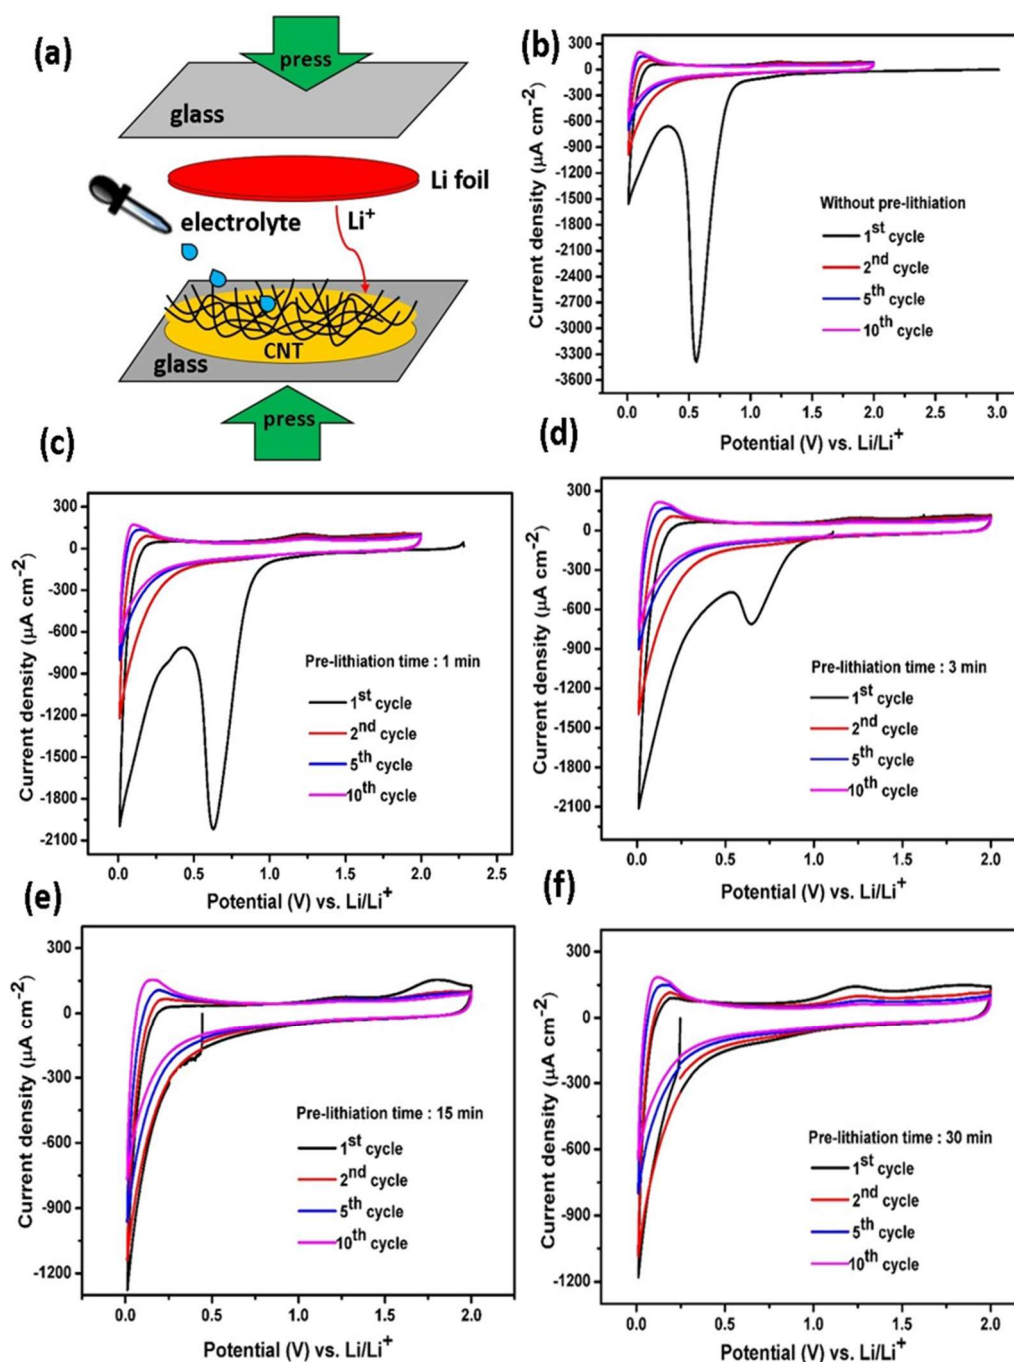 (a)
press
glass
Li foil
electrolyte
Li⁺
CNT
glass
press
(b)
Current density (µA cm⁻²)
300
0
-300
-600
-900
-1200
-1500
-1800
-2100
-2400
-2700
-3000
-3300
-3600
Without pre-lithiation
1st cycle
2nd cycle
5th cycle
10th cycle
0.0 0.5 1.0 1.5 2.0 2.5 3.0
Potential (V) vs. Li/Li⁺
(c)
Current density (µA cm⁻²)
300
0
-300
-600
-900
-1200
-1500
-1800
-2100
Pre-lithiation time : 1 min
1st cycle
2nd cycle
5th cycle
10th cycle
0.0 0.5 1.0 1.5 2.0 2.5
Potential (V) vs. Li/Li⁺
(d)
Current density (µA cm⁻²)
300
0
-300
-600
-900
-1200
-1500
-1800
-2100
Pre-lithiation time : 3 min
1st cycle
2nd cycle
5th cycle
10th cycle
0.0 0.5 1.0 1.5 2.0
Potential (V) vs. Li/Li⁺
(e)
Current density (µA cm⁻²)
300
0
-300
-600
-900
-1200
Pre-lithiation time : 15 min
1st cycle
2nd cycle
5th cycle
10th cycle
0.0 0.5 1.0 1.5 2.0
Potential (V) vs. Li/Li⁺
(f)
Current density (µA cm⁻²)
300
0
-300
-600
-900
-1200
Pre-lithiation time : 30 min
1st cycle
2nd cycle
5th cycle
10th cycle
0.0 0.5 1.0 1.5 2.0
Potential (V) vs. Li/Li⁺